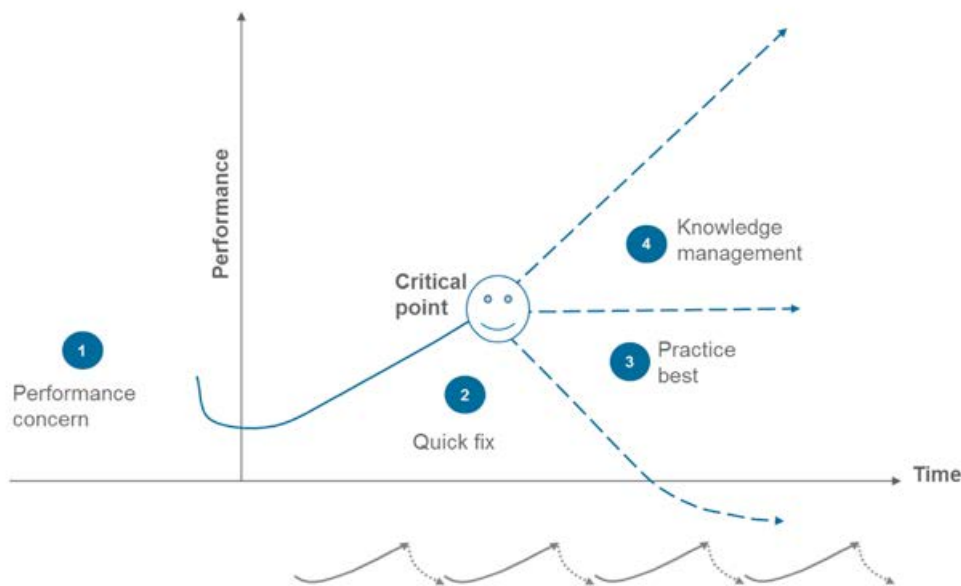 Performance
Critical
point
1
Performance
concern
2
Quick fix
3
Practice
best
4
Knowledge
management
Time